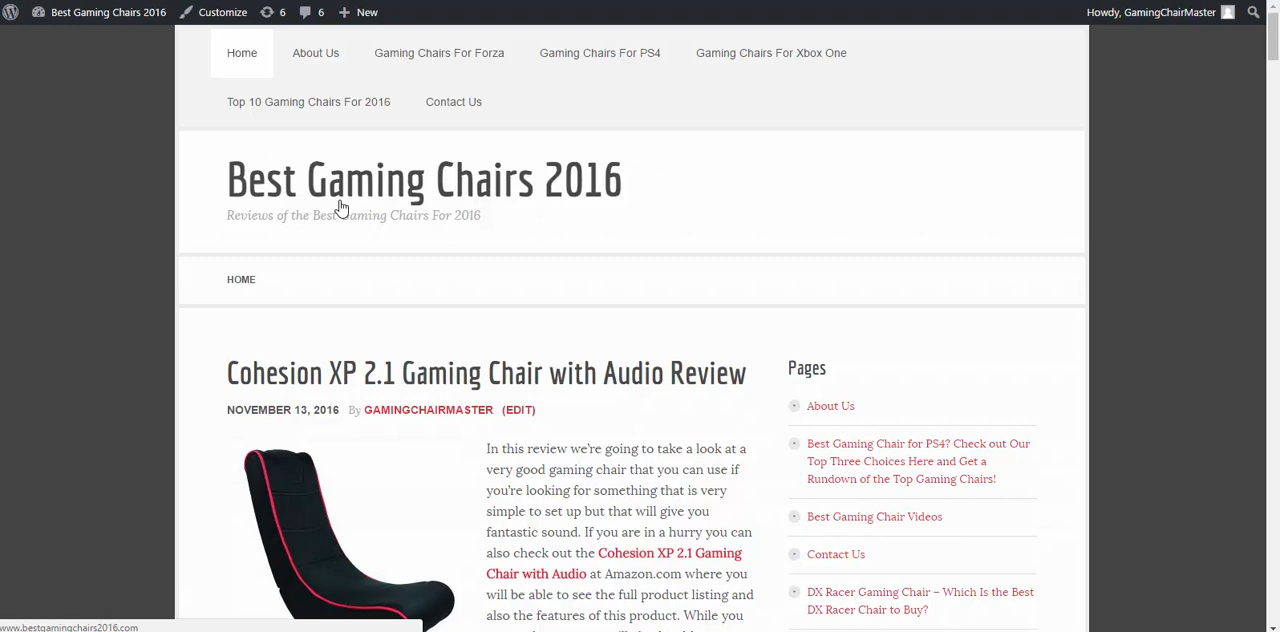 Best Gaming Chairs 2016 Customize 6 6 New Howdy, GamingChairMaster
Home About Us Gaming Chairs For Forza Gaming Chairs For PS4 Gaming Chairs For Xbox One
Top 10 Gaming Chairs For 2016 Contact Us
Best Gaming Chairs 2016
Reviews of the Best Gaming Chairs For 2016
HOME
Cohesion XP 2.1 Gaming Chair with Audio Review
NOVEMBER 13, 2016 By GAMINGCHAIRMASTER (EDIT)
In this review we’re going to take a look at a
very good gaming chair that you can use if
you’re looking for something that is very
simple to set up but that will give you
fantastic sound. If you are in a hurry you can
also check out the Cohesion XP 2.1 Gaming
Chair with Audio at Amazon.com where you
will be able to see the full product listing and
also the features of this product. While you
Pages
About Us
Best Gaming Chair for PS4? Check out Our
Top Three Choices Here and Get a
Rundown of the Top Gaming Chairs!
Best Gaming Chair Videos
Contact Us
DX Racer Gaming Chair – Which Is the Best
DX Racer Chair to Buy?
www.bestgamingchairs2016.com